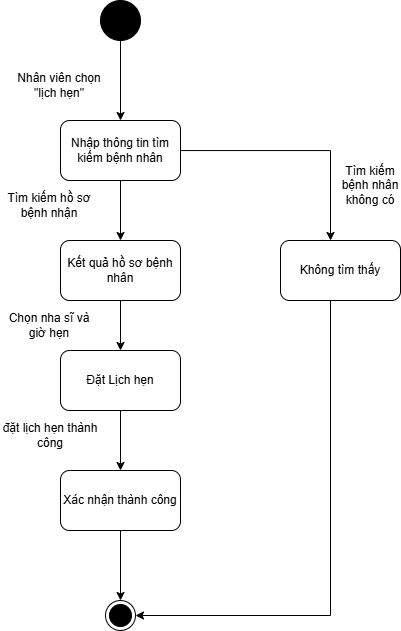 Nhân viên chọn
"lịch hẹn"
Nhập thông tin tìm
kiếm bệnh nhân
Tìm kiếm
bệnh nhân
không có
Tìm kiếm hồ sơ
bệnh nhận
Kết quả hồ sơ bệnh
nhân
Không tìm thấy
Chọn nha sĩ và
giờ hẹn
Đặt Lịch hẹn
đặt lịch hẹn thành
công
Xác nhận thành công